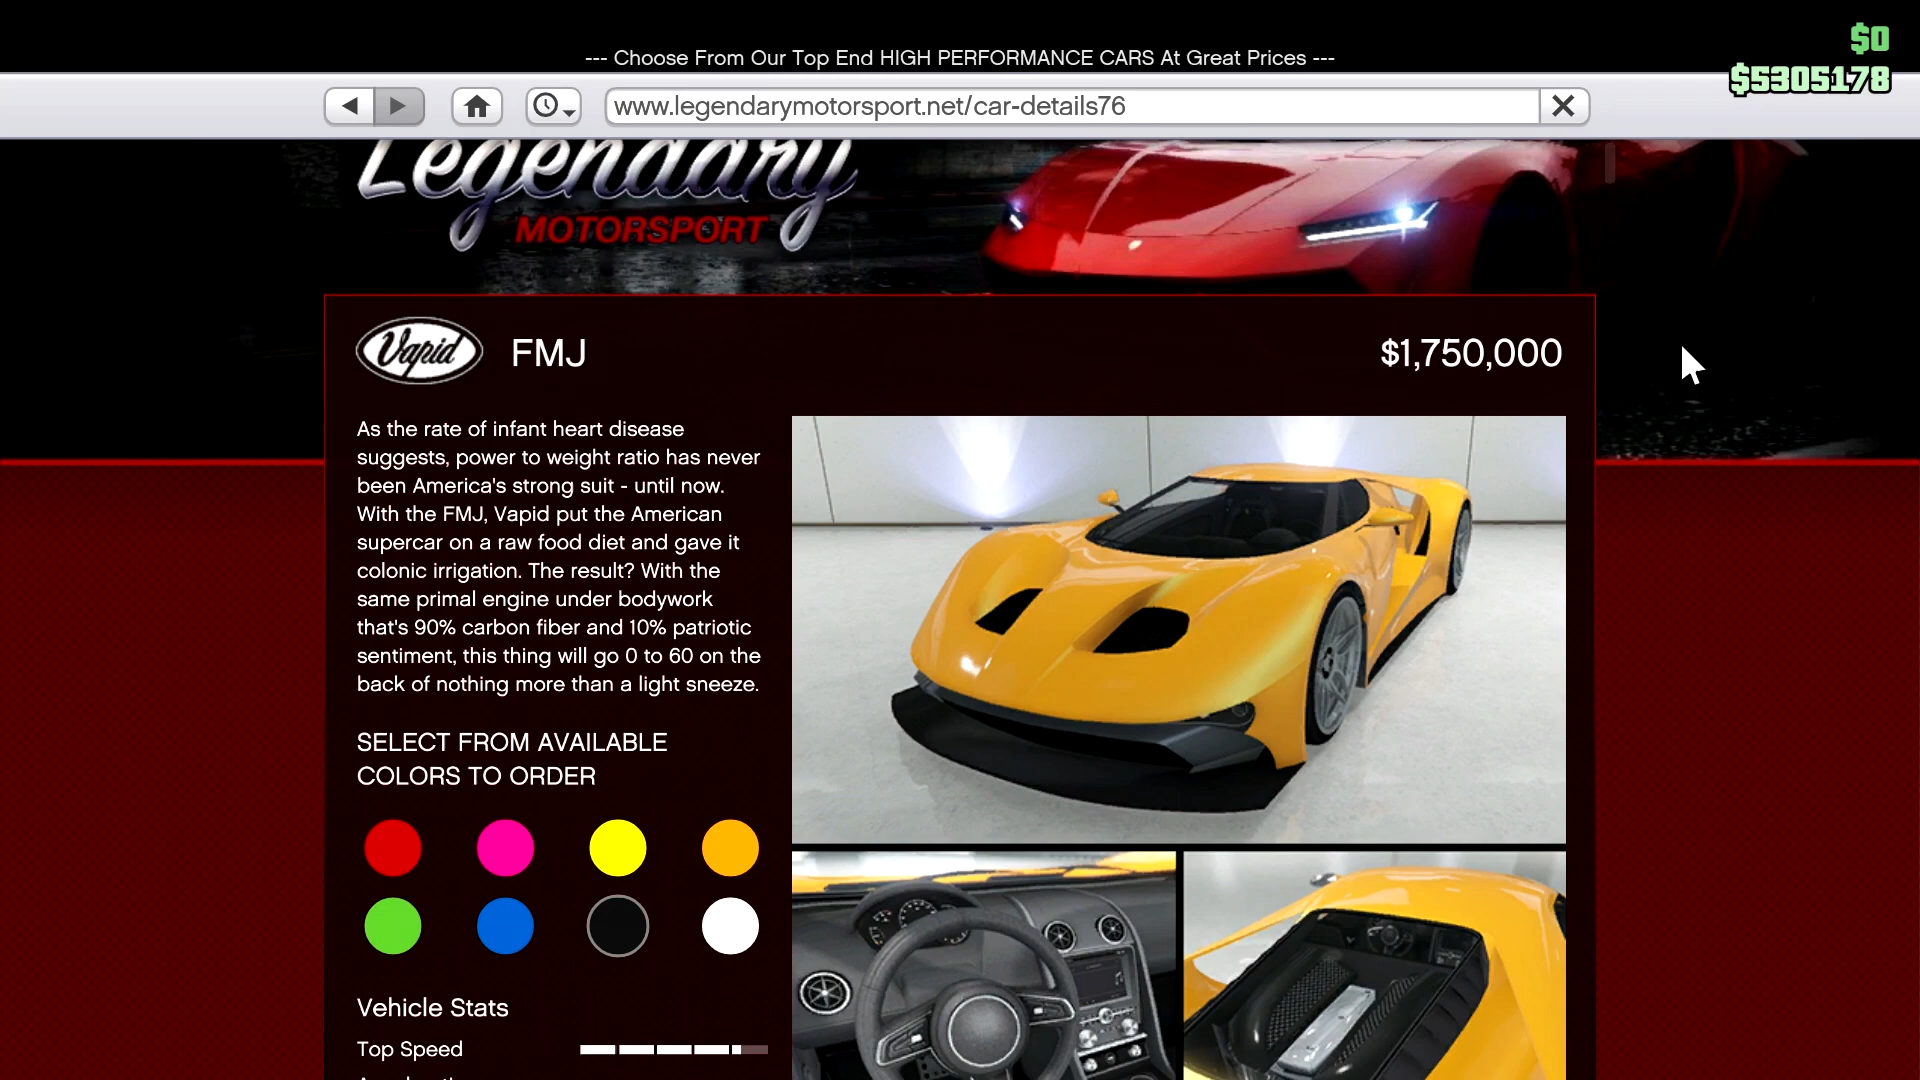 $0
--- Choose From Our Top End HIGH PERFORMANCE CARS At Great Prices ---
$5305178
www.legendarymotorsport.net/car-details76
Legendary
MOTORSPORT
Vapid
FMJ
$1,750,000
As the rate of infant heart disease
suggests, power to weight ratio has never
been America's strong suit - until now.
With the FMJ, Vapid put the American
supercar on a raw food diet and gave it
colonic irrigation. The result? With the
same primal engine under bodywork
that's 90% carbon fiber and 10% patriotic
sentiment, this thing will go 0 to 60 on the
back of nothing more than a light sneeze.
SELECT FROM AVAILABLE
COLORS TO ORDER
Vehicle Stats
Top Speed